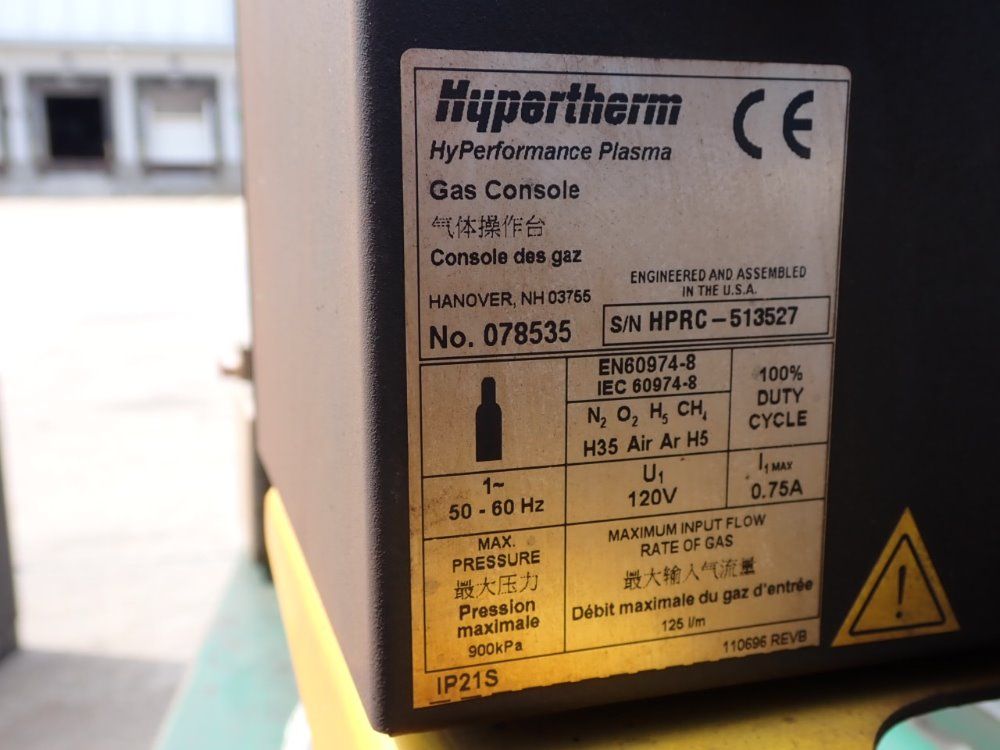 Hypertherm
CE
HyPerformance Plasma
Gas Console
气体操作台
Console des gaz
ENGINEERED AND ASSEMBLED
IN THE U.S.A.
HANOVER, NH 03755
No. 078535
S/N HPRC-513527
EN60974-8
IEC 60974-8
N₂ O₂ H₅ CH₄
H35 Air Ar H5
100%
DUTY
CYCLE
1~
50 - 60 Hz
U₁
120V
I₁ MAX
0.75A
MAX.
PRESSURE
最大压力
Pression
maximale
900kPa
MAXIMUM INPUT FLOW
RATE OF GAS
最大输入气流量
Débit maximale du gaz d'entrée
125 l/m
110696 REVB
IP21S
!